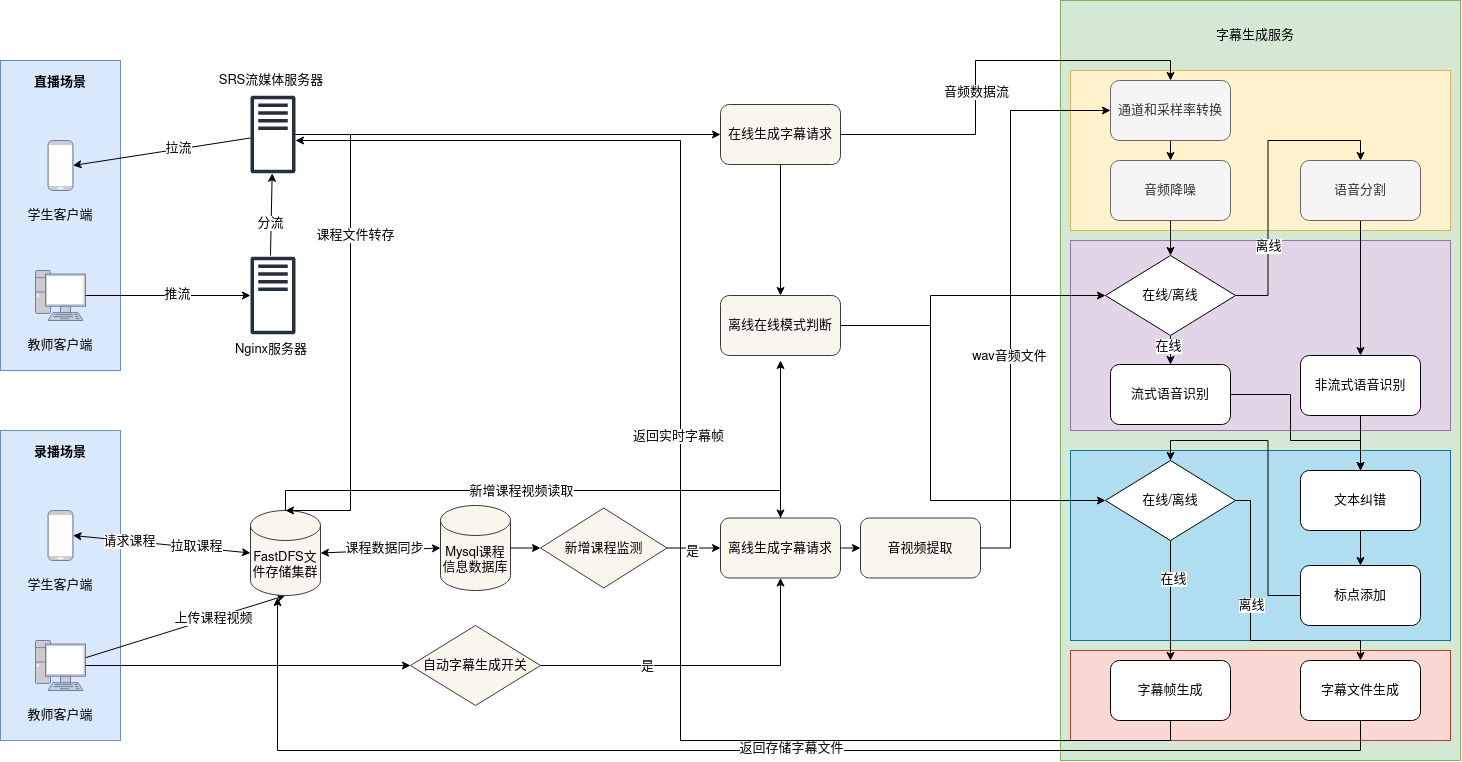 字幕生成服务
直播场景
SRS流媒体服务器
音频数据流
通道和采样率转换
在线生成字幕请求
拉流
学生客户端
音频降噪
语音分割
分流
课程文件转存
离线
推流
在线/离线
离线在线模式判断
教师客户端
Nginx服务器
在线
wav音频文件
流式语音识别
非流式语音识别
返回实时字幕帧
录播场景
新增课程视频读取
在线/离线
文本纠错
请求课程
拉取课程
FastDFS文
件存储集群
课程数据同步
Mysql课程
信息数据库
新增课程监测
是
离线生成字幕请求
音视频提取
学生客户端
在线
离线
标点添加
上传课程视频
自动字幕生成开关
是
教师客户端
字幕帧生成
字幕文件生成
返回存储字幕文件